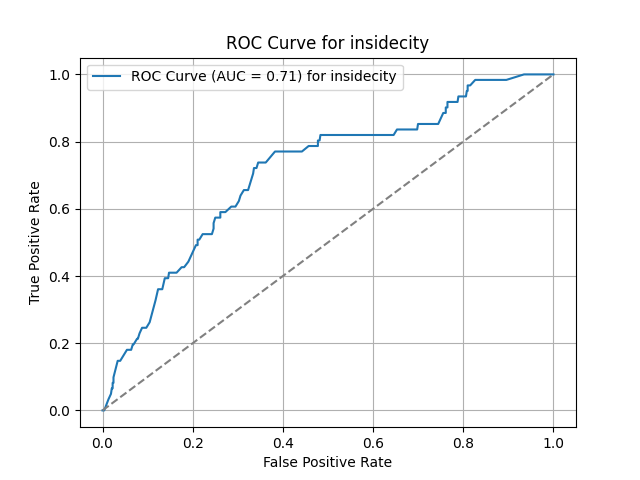 ROC Curve for insidecity
ROC Curve (AUC = 0.71) for insidecity
True Positive Rate
1.0
0.8
0.6
0.4
0.2
0.0
0.0 0.2 0.4 0.6 0.8 1.0
False Positive Rate